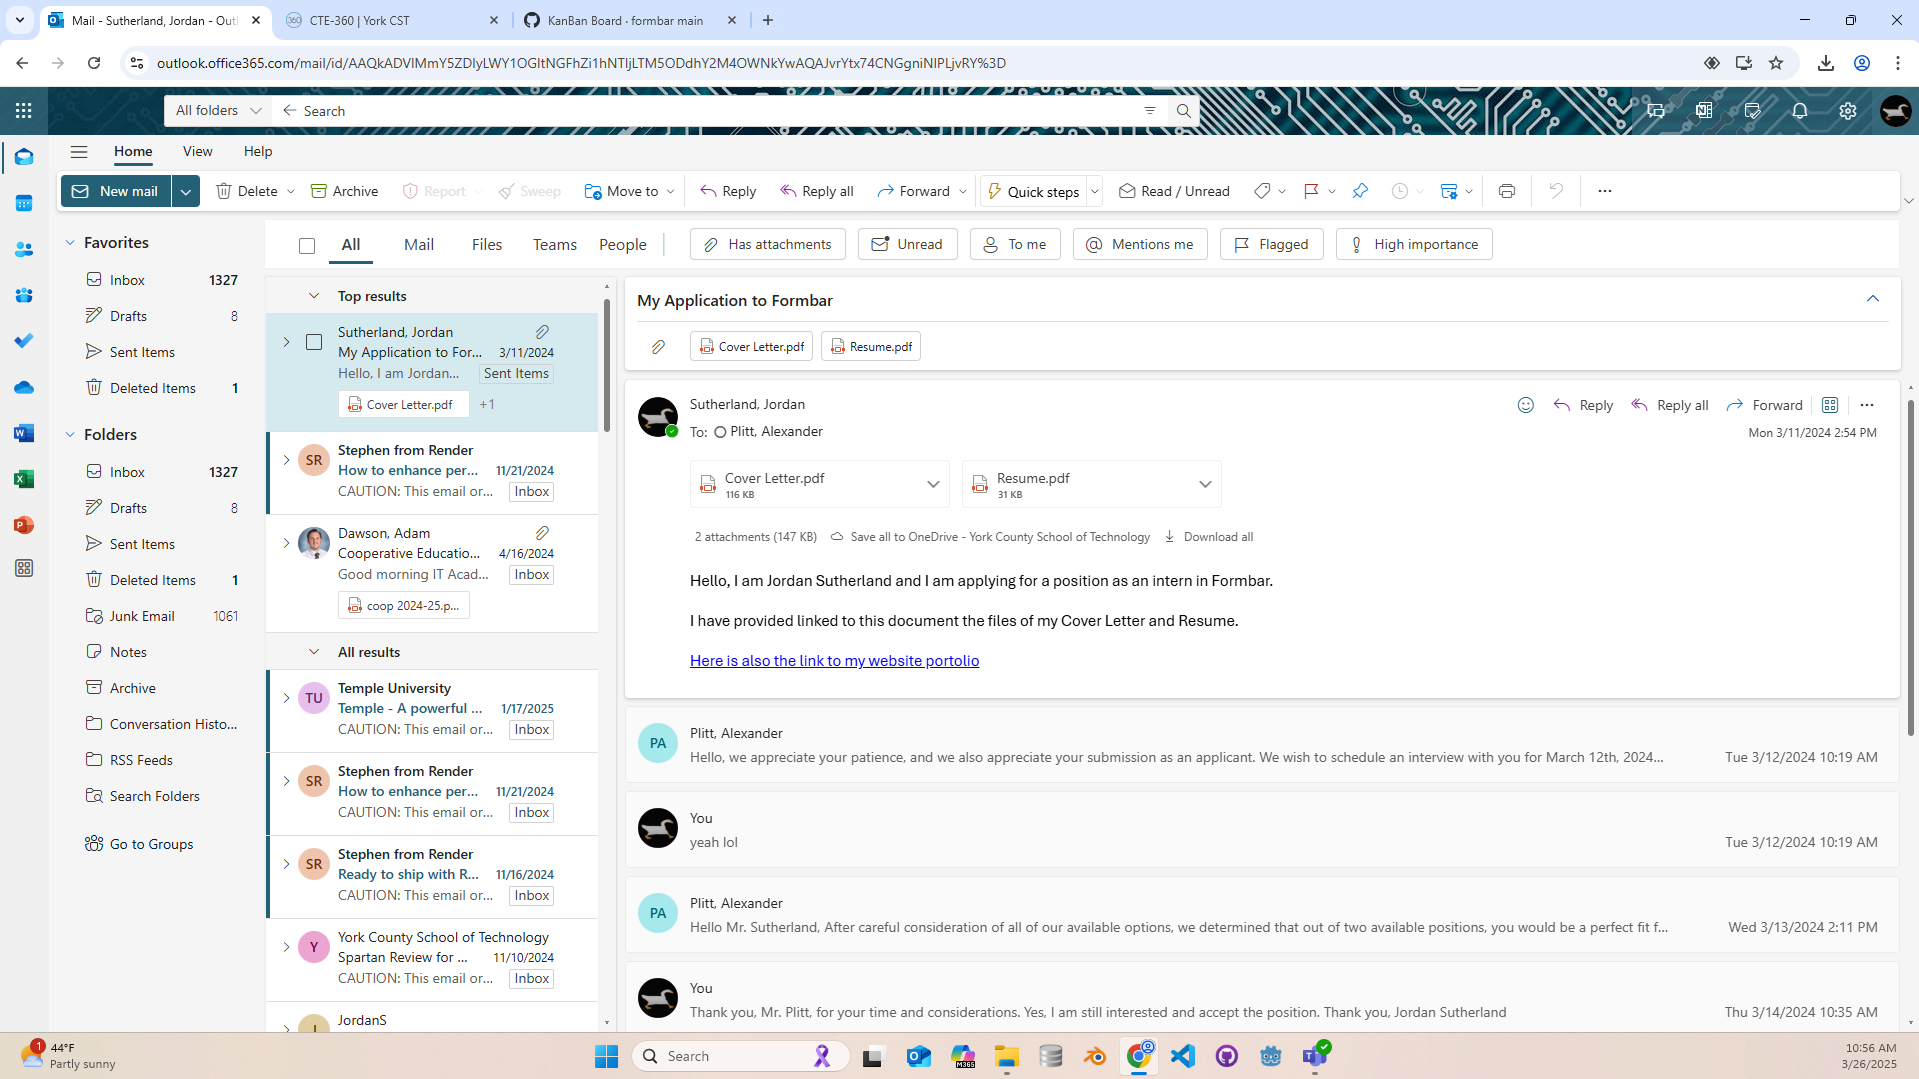 Mail - Sutherland, Jordan - Outl
CTE-360 | York CST
KanBan Board · formbar main
outlook.office365.com/mail/id/
All folders
Search
Home
View
Help
New mail
Delete
Archive
Report
Sweep
Move to
Reply
Reply all
Forward
Quick steps
Read / Unread
Favorites
Inbox 1327
Drafts 8
Sent Items
Deleted Items 1
Folders
Inbox 1327
Drafts 8
Sent Items
Deleted Items 1
Junk Email 1061
Notes
Archive
Conversation Histo...
RSS Feeds
Search Folders
Go to Groups
All
Mail
Files
Teams
People
Has attachments
Unread
To me
Mentions me
Flagged
High importance
Top results
Sutherland, Jordan
My Application to For... 3/11/2024
Hello, I am Jordan... Sent Items
Cover Letter.pdf +1
SR
Stephen from Render
How to enhance per... 11/21/2024
CAUTION: This email or... Inbox
Dawson, Adam
Cooperative Educatio... 4/16/2024
Good morning IT Acad... Inbox
coop 2024-25.p...
All results
TU
Temple University
Temple - A powerful ... 1/17/2025
CAUTION: This email or... Inbox
SR
Stephen from Render
How to enhance per... 11/21/2024
CAUTION: This email or... Inbox
SR
Stephen from Render
Ready to ship with R... 11/16/2024
CAUTION: This email or... Inbox
Y
York County School of Technology
Spartan Review for ... 11/10/2024
CAUTION: This email or... Inbox
J
JordanS
My Application to Formbar
Cover Letter.pdf
Resume.pdf
Sutherland, Jordan
To: Plitt, Alexander
Reply
Reply all
Forward
Mon 3/11/2024 2:54 PM
Cover Letter.pdf
116 KB
Resume.pdf
31 KB
2 attachments (147 KB) Save all to OneDrive - York County School of Technology Download all
Hello, I am Jordan Sutherland and I am applying for a position as an intern in Formbar.
I have provided linked to this document the files of my Cover Letter and Resume.
Here is also the link to my website portolio
PA
Plitt, Alexander
Hello, we appreciate your patience, and we also appreciate your submission as an applicant. We wish to schedule an interview with you for March 12th, 2024... Tue 3/12/2024 10:19 AM
You
yeah lol Tue 3/12/2024 10:19 AM
PA
Plitt, Alexander
Hello Mr. Sutherland, After careful consideration of all of our available options, we determined that out of two available positions, you would be a perfect fit f... Wed 3/13/2024 2:11 PM
You
Thank you, Mr. Plitt, for your time and considerations. Yes, I am still interested and accept the position. Thank you, Jordan Sutherland Thu 3/14/2024 10:35 AM
1
44°F
Partly sunny
Search
M365
10:56 AM
3/26/2025